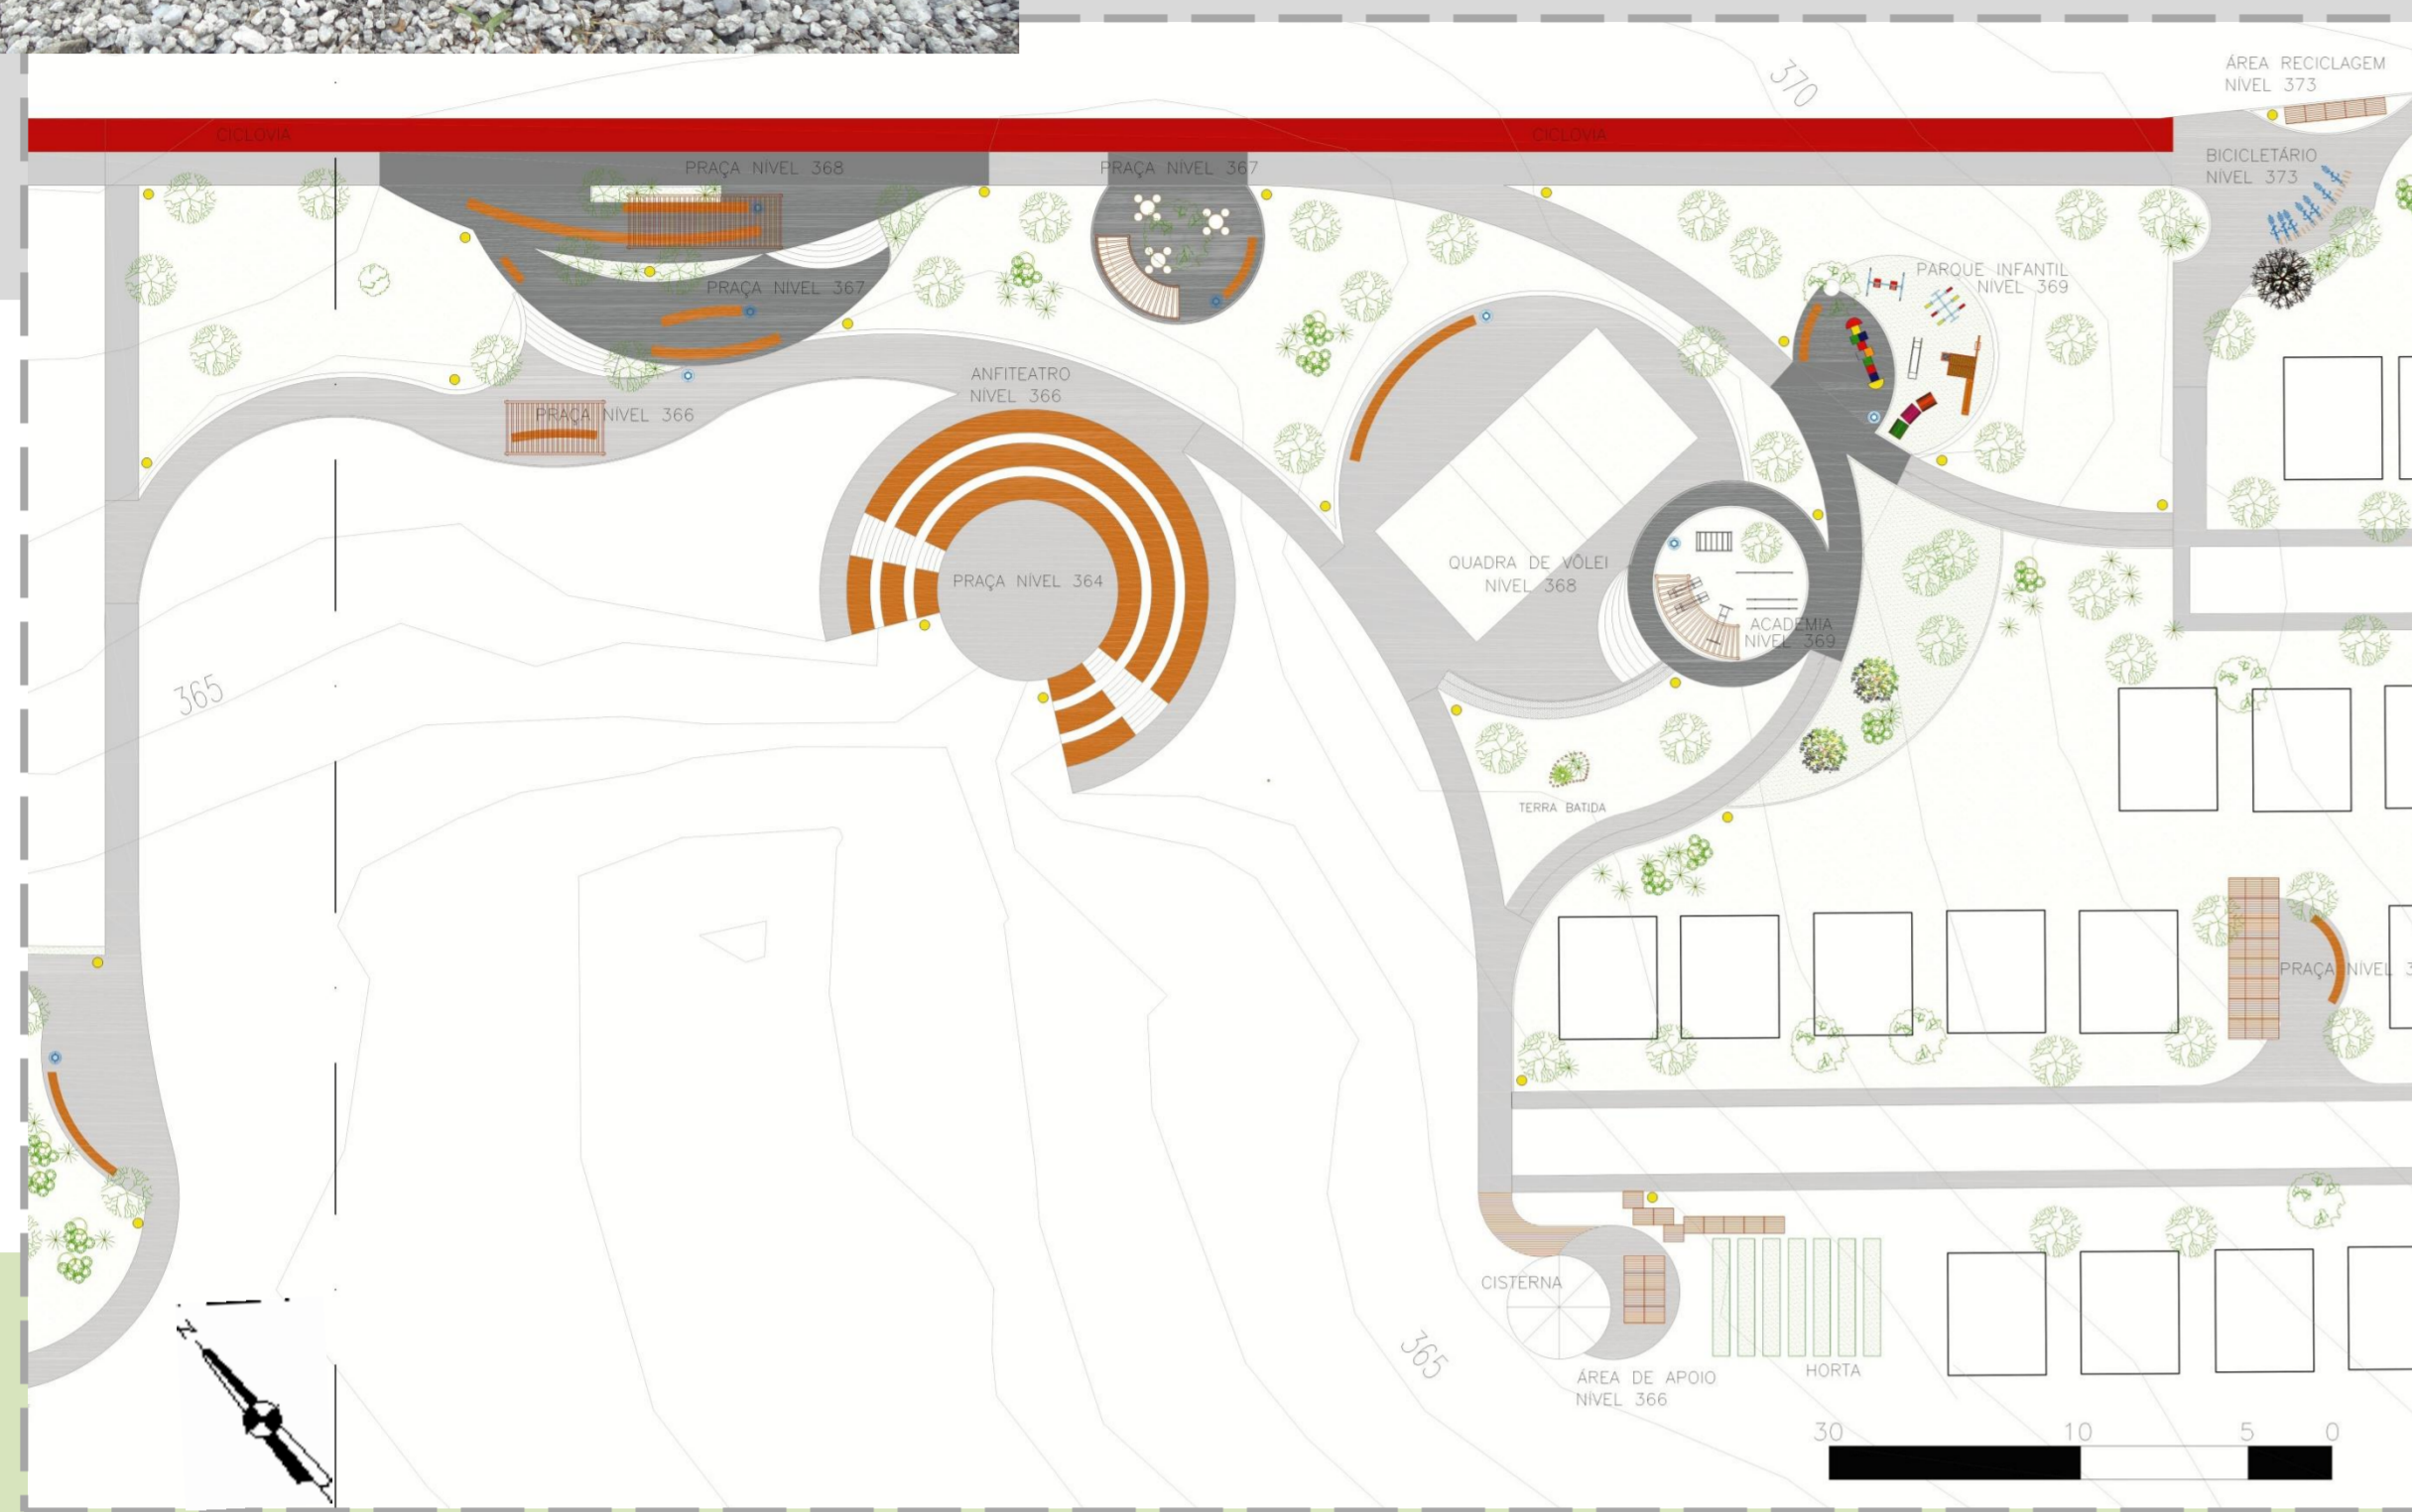 370
ÁREA RECICLAGEM
NÍVEL 373
CICLOVIA
CICLOVIA
BICICLETÁRIO
NÍVEL 373
PRAÇA NÍVEL 368
PRAÇA NÍVEL 367
PARQUE INFANTIL
NÍVEL 369
PRAÇA NÍVEL 367
ANFITEATRO
NÍVEL 366
PRAÇA NÍVEL 366
QUADRA DE VÔLEI
NÍVEL 368
PRAÇA NÍVEL 364
ACADEMIA
NÍVEL 369
365
TERRA BATIDA
PRAÇA NÍVEL 3
CISTERNA
365
ÁREA DE APOIO
NÍVEL 366
HORTA
30 10 5 0
N